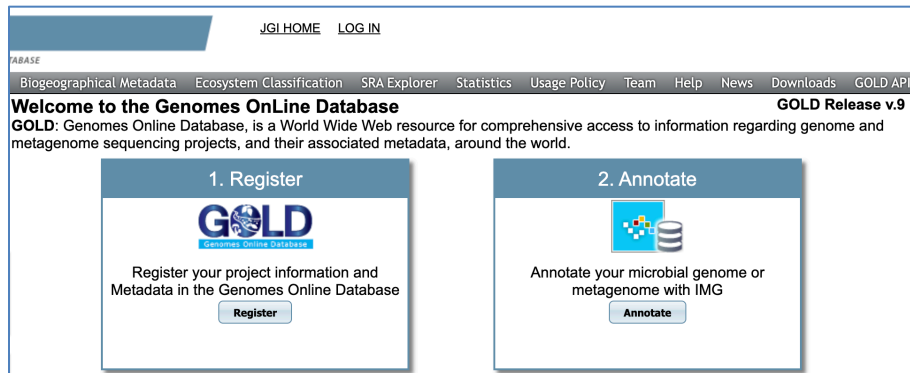 JGI HOME LOG IN
TABASE
Biogeographical Metadata Ecosystem Classification SRA Explorer Statistics Usage Policy Team Help News Downloads GOLD API
Welcome to the Genomes OnLine Database GOLD Release v.9
GOLD: Genomes Online Database, is a World Wide Web resource for comprehensive access to information regarding genome and
metagenome sequencing projects, and their associated metadata, around the world.
1. Register
GOLD
Genomes Online Database
Register your project information and
Metadata in the Genomes Online Database
Register
2. Annotate
Annotate your microbial genome or
metagenome with IMG
Annotate